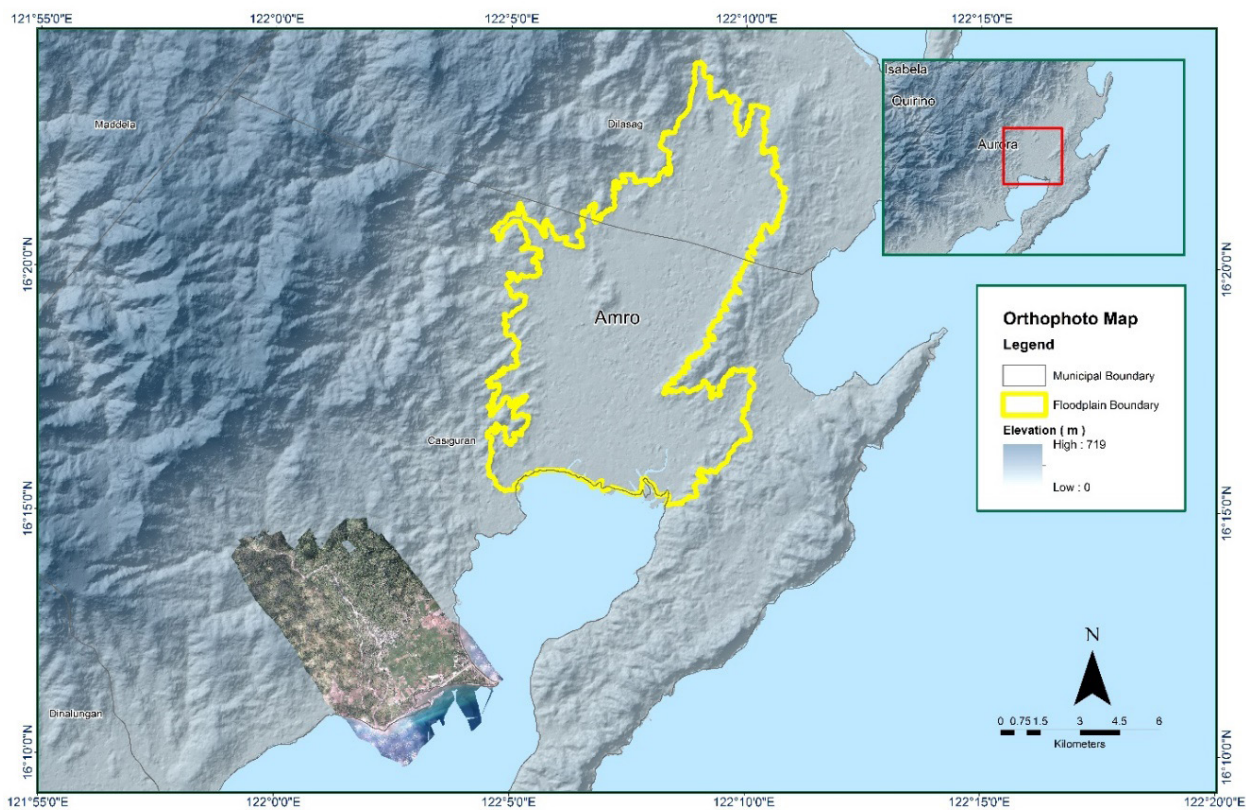 121°55'0"E
122°0'0"E
122°5'0"E
122°10'0"E
122°15'0"E
Isabela
Quirino
Aurora
Maddela
Dilasag
16°20'0"N
16°20'0"N
Amro
Orthophoto Map
Legend
Municipal Boundary
Floodplain Boundary
Elevation ( m )
High : 719
Low : 0
Casiguran
16°15'0"N
16°15'0"N
N
Dinalungan
0 0.75 1.5 3 4.5 6
Kilometers
16°10'0"N
16°10'0"N
121°55'0"E
122°0'0"E
122°5'0"E
122°10'0"E
122°15'0"E
122°20'0"E